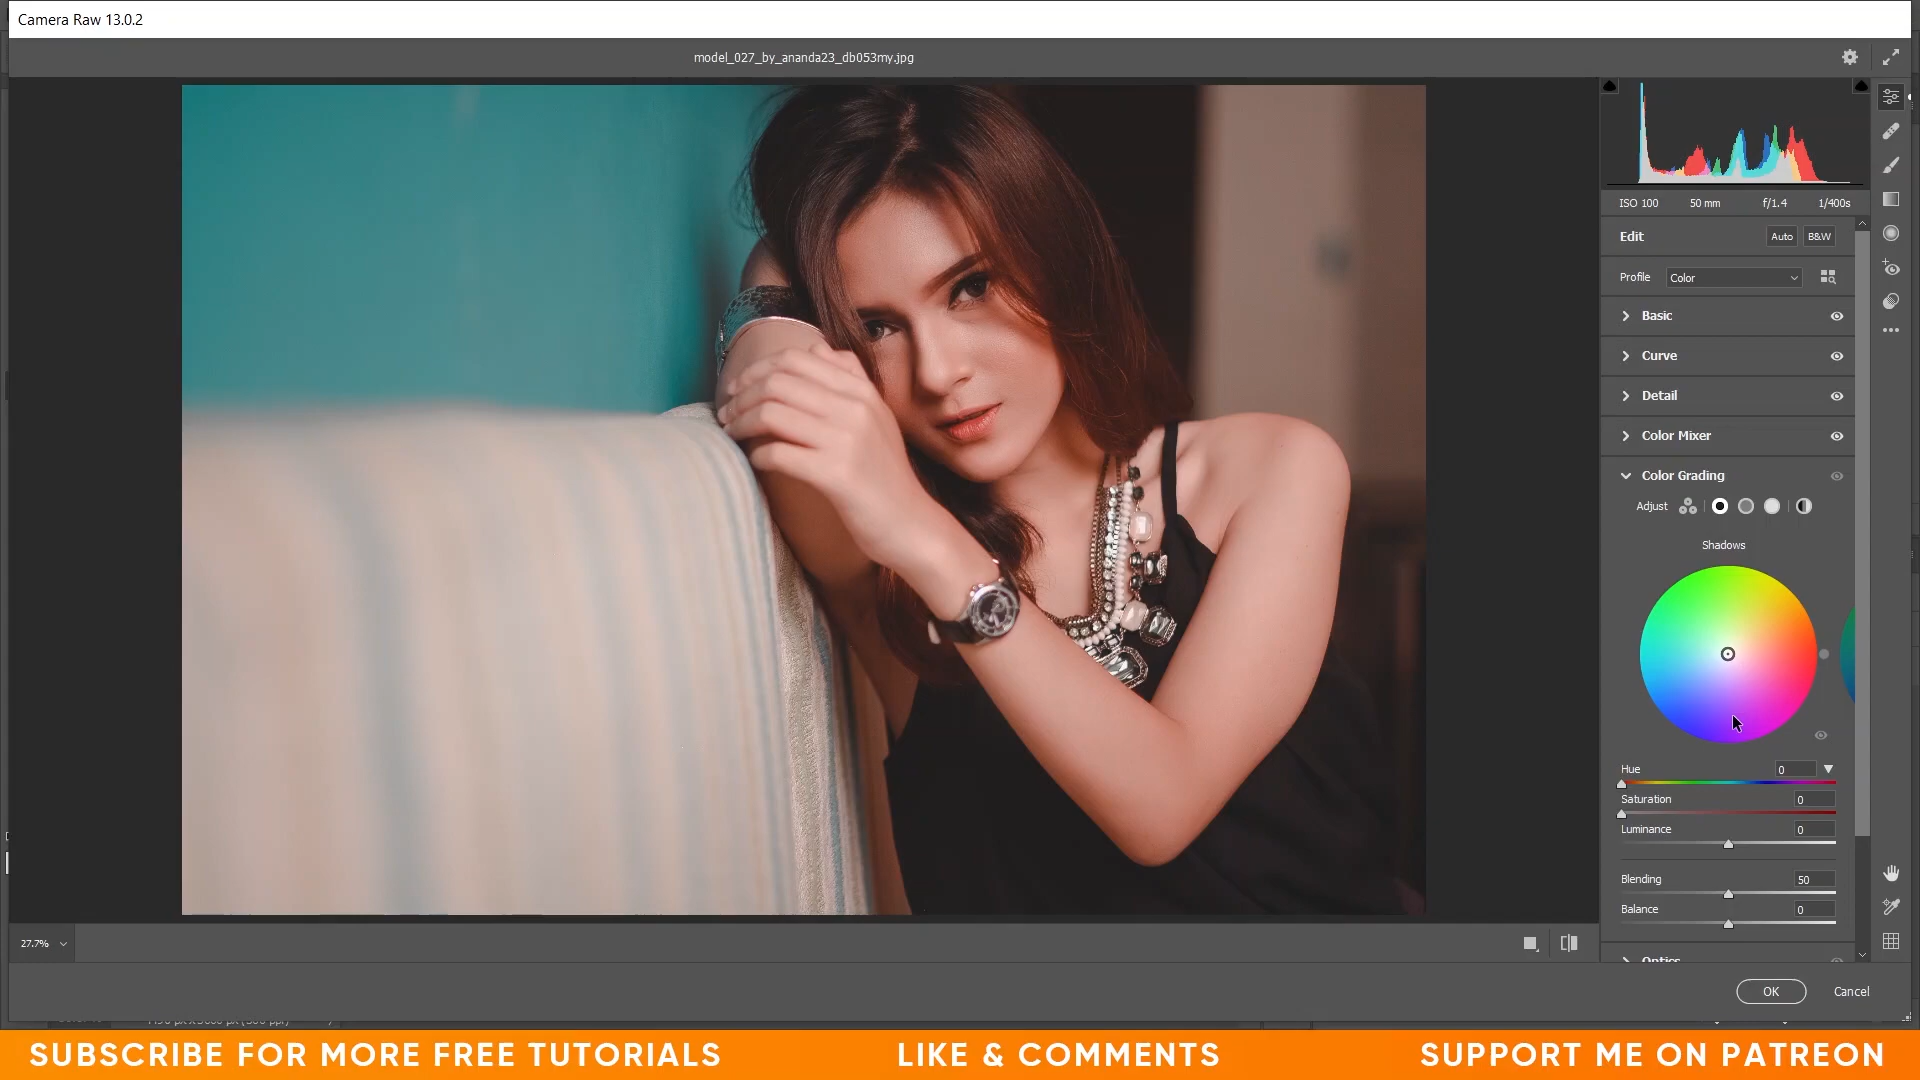 Camera Raw 13.0.2
model_027_by_ananda23_db053my.jpg
ISO 100 50 mm f/1.4 1/400s
Edit Auto B&W
Profile Color
Basic
Curve
Detail
Color Mixer
Color Grading
Adjust
Shadows
Hue 0
Saturation 0
Luminance 0
Blending 50
Balance 0
Optics
27.7%
OK Cancel
SUBSCRIBE FOR MORE FREE TUTORIALS LIKE & COMMENTS SUPPORT ME ON PATREON